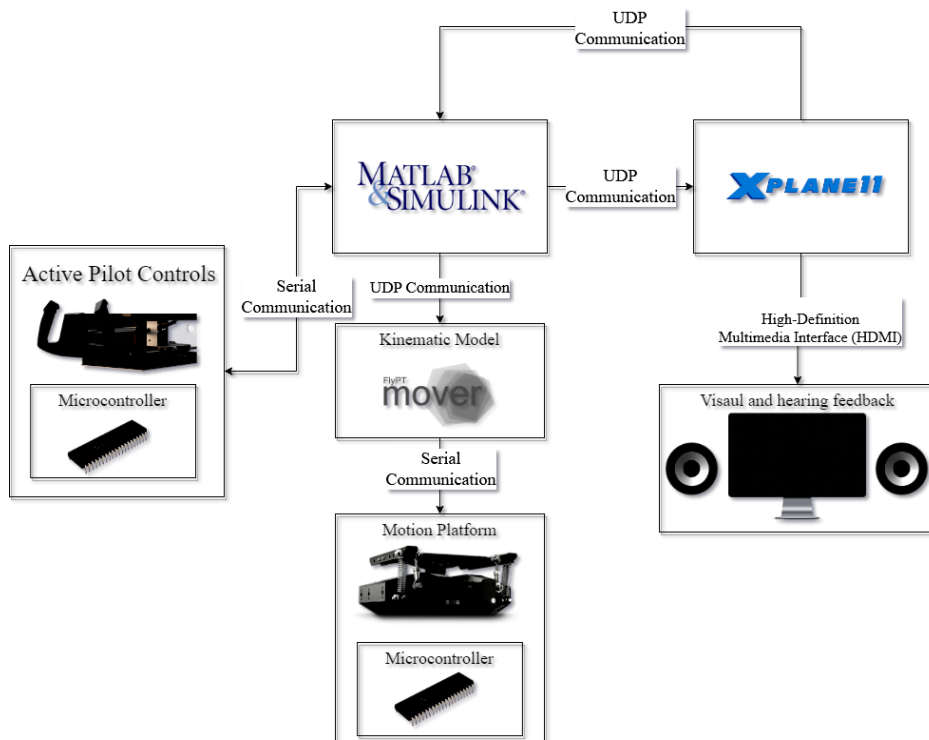 UDP
Communication
MATLAB®
&SIMULINK®
UDP
Communication
XPLANE11
Active Pilot Controls
Serial
Communication
UDP Communication
High-Definition
Multimedia Interface (HDMI)
Kinematic Model
FlyPT
mover
Microcontroller
Visaul and hearing feedback
Serial
Communication
Motion Platform
Microcontroller